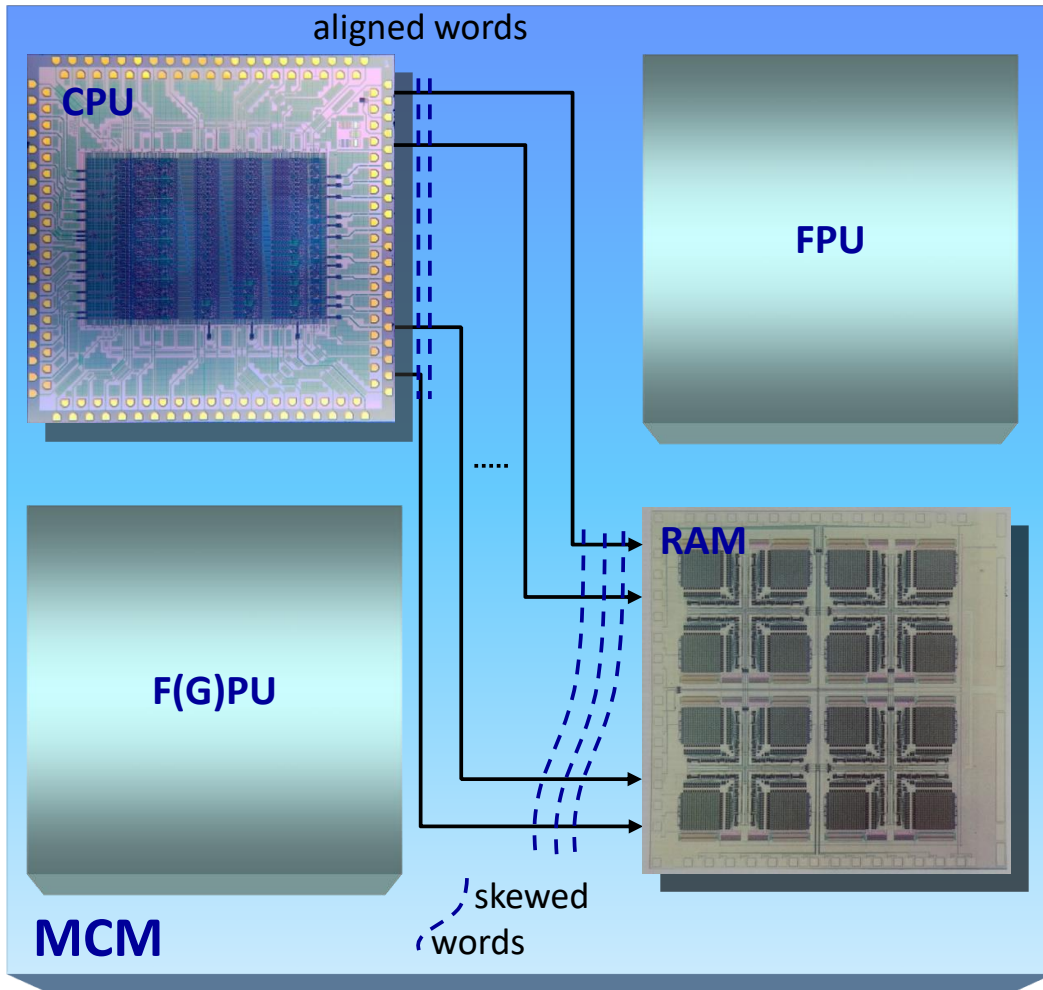 aligned words
CPU
FPU
.....
RAM
F(G)PU
skewed
words
MCM